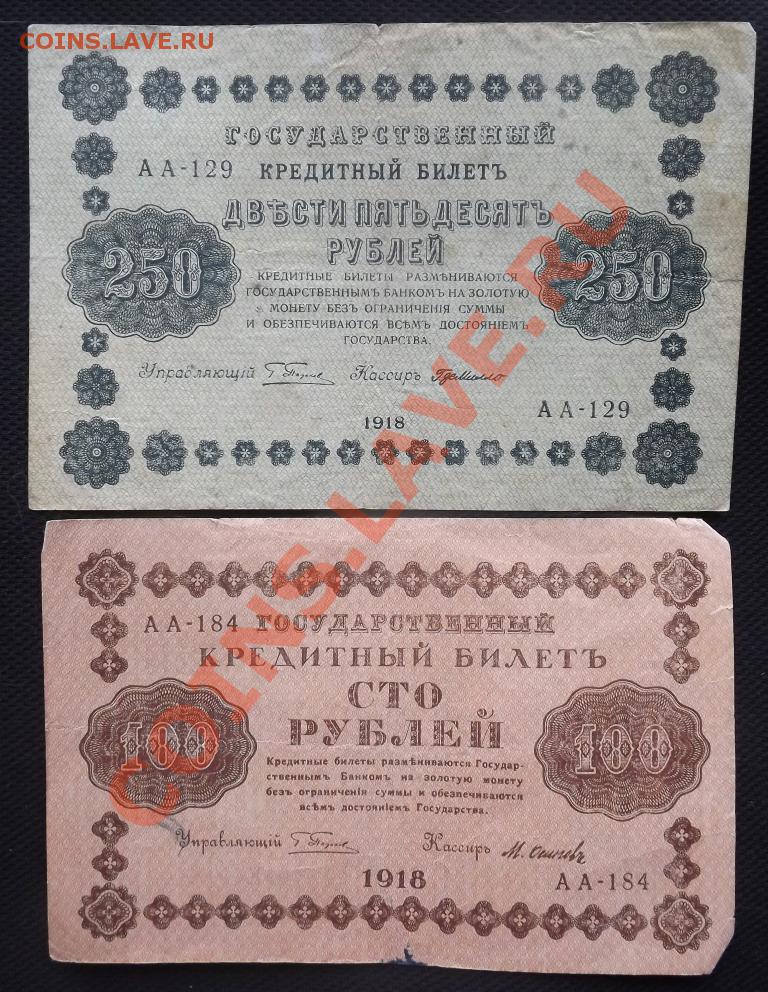 COINS.LAVE.RU
ГОСУДАРСТВЕННЫЙ
АА-129 КРЕДИТНЫЙ БИЛЕТЪ
ДВѢСТИ ПЯТЬДЕСЯТЪ
РУБЛЕЙ
250 250
КРЕДИТНЫЕ БИЛЕТЫ РАЗМѢНИВАЮТСЯ
ГОСУДАРСТВЕННЫМЪ БАНКОМЪ НА ЗОЛОТУЮ
МОНЕТУ БЕЗЪ ОГРАНИЧЕНІЯ СУММЫ
И ОБЕЗПЕЧИВАЮТСЯ ВСѢМЪ ДОСТОЯНІЕМЪ
ГОСУДАРСТВА.
Управляющій Кассиръ
1918 АА-129
COINS.LAVE.RU
АА-184 ГОСУДАРСТВЕННЫЙ
КРЕДИТНЫЙ БИЛЕТЪ
СТО
РУБЛЕЙ
100 100
Кредитные билеты размѣниваются Государ-
ственнымъ Банкомъ на золотую монету
безъ ограниченія суммы и обезпечиваются
всѣмъ достояніемъ Государства.
Управляющій Кассиръ
1918 АА-184